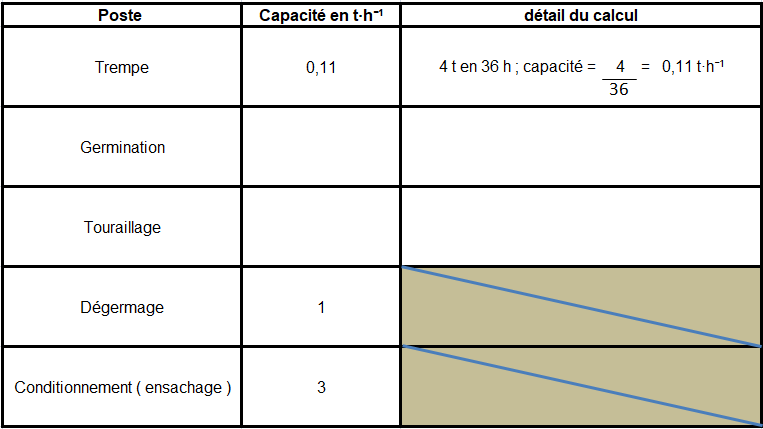 Poste Capacité en t·h⁻¹ détail du calcul
Trempe 0,11 4 t en 36 h ; capacité = 4/36 = 0,11 t·h⁻¹
Germination
Touraillage
Dégermage 1
Conditionnement ( ensachage ) 3